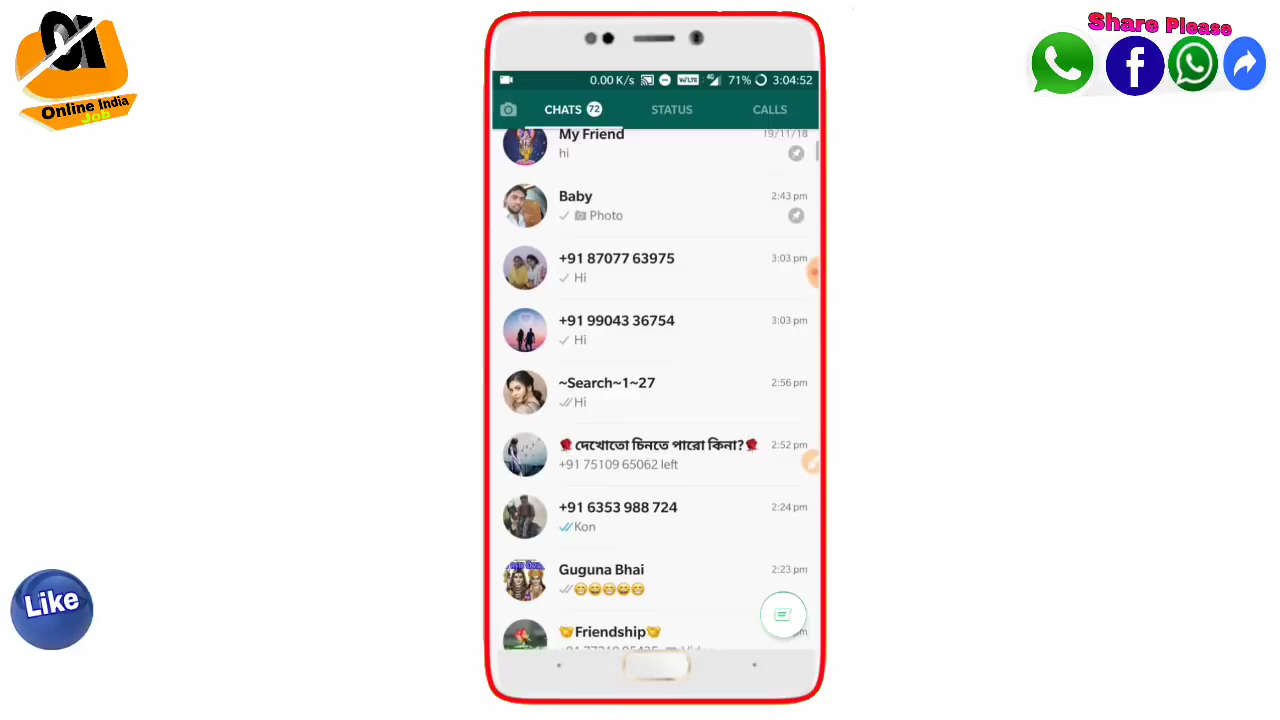 Online India
Job
Share Please
0.00 K/s VoLTE 4G 71% 3:04:52
CHATS 72 STATUS CALLS
My Friend 19/11/18
hi
Baby 2:43 pm
Photo
+91 87077 63975 3:03 pm
Hi
+91 99043 36754 3:03 pm
Hi
~Search~1~27 2:56 pm
Hi
🌹দেখোতো চিনতে পারো কিনা?🌹 2:52 pm
+91 75109 65062 left
+91 6353 988 724 2:24 pm
Kon
Guguna Bhai 2:23 pm
😁😄😁😄😁
🤝Friendship🤝 pm
Like